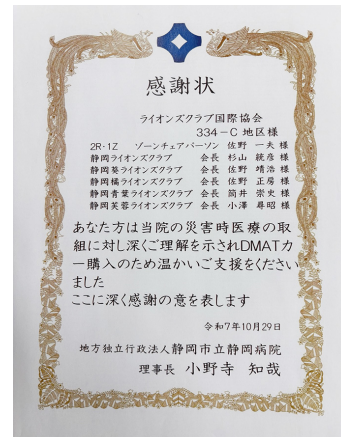 感謝状
ライオンズクラブ国際協会
334-C 地区様
2R・1Z ゾーンチェアパーソン 佐野 一夫 様
静岡ライオンズクラブ 会長 杉山 統彦 様
静岡葵ライオンズクラブ 会長 佐野 靖浩 様
静岡橘ライオンズクラブ 会長 佐野 正房 様
静岡青葉ライオンズクラブ 会長 筒井 崇史 様
静岡芙蓉ライオンズクラブ 会長 小澤 尋昭 様
あなた方は当院の災害時医療の取
組に対し深くご理解を示されDMATカ
ー購入のため温かいご支援をください
ました
ここに深く感謝の意を表します
令和7年10月29日
地方独立行政法人静岡市立静岡病院
理事長 小野寺 知哉